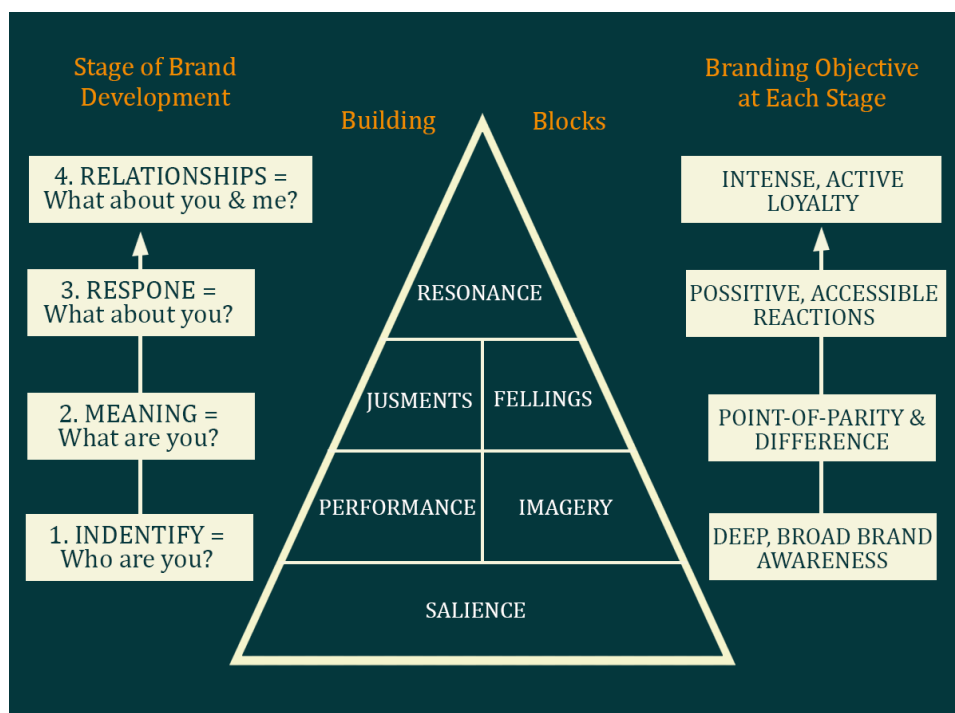 Stage of Brand
Development
Building
Blocks
Branding Objective
at Each Stage
4. RELATIONSHIPS =
What about you & me?
3. RESPONE =
What about you?
2. MEANING =
What are you?
1. INDENTIFY =
Who are you?
RESONANCE
JUSMENTS
FELLINGS
PERFORMANCE
IMAGERY
SALIENCE
INTENSE, ACTIVE
LOYALTY
POSSITIVE, ACCESSIBLE
REACTIONS
POINT-OF-PARITY &
DIFFERENCE
DEEP, BROAD BRAND
AWARENESS